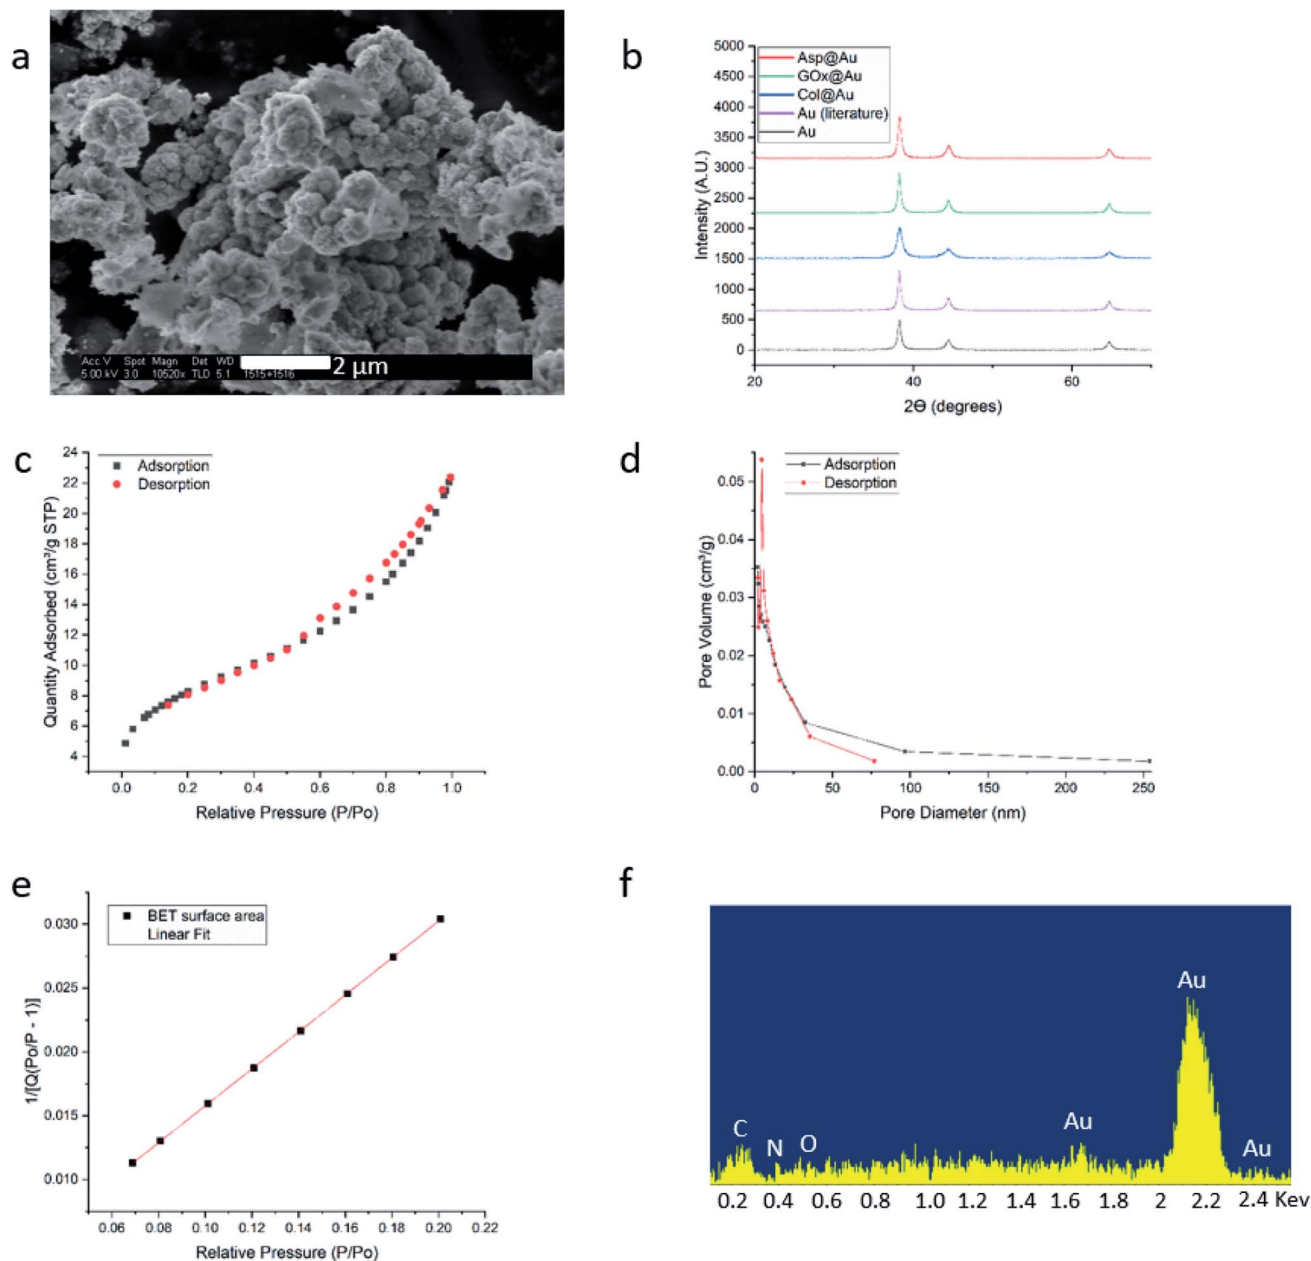 a
Acc V Spot Magn Det WD
5.00 kV 3.0 10520x TLD 5.1 1515+1516
2 μm
b
5000
4500
4000
3500
3000
2500
2000
1500
1000
500
0
Intensity (A.U.)
Asp@Au
GOx@Au
Col@Au
Au (literature)
Au
20 40 60
2Θ (degrees)
c
24
22
20
18
16
14
12
10
8
6
4
Quantity Adsorbed (cm³/g STP)
Adsorption
Desorption
0.0 0.2 0.4 0.6 0.8 1.0
Relative Pressure (P/Po)
d
0.05
0.04
0.03
0.02
0.01
0.00
Pore Volume (cm³/g)
Adsorption
Desorption
0 50 100 150 200 250
Pore Diameter (nm)
e
0.030
0.025
0.020
0.015
0.010
1/[Q(Po/P - 1)]
BET surface area
Linear Fit
0.06 0.08 0.10 0.12 0.14 0.16 0.18 0.20 0.22
Relative Pressure (P/Po)
f
Au
C N O Au Au
0.2 0.4 0.6 0.8 1.0 1.2 1.4 1.6 1.8 2 2.2 2.4 Kev